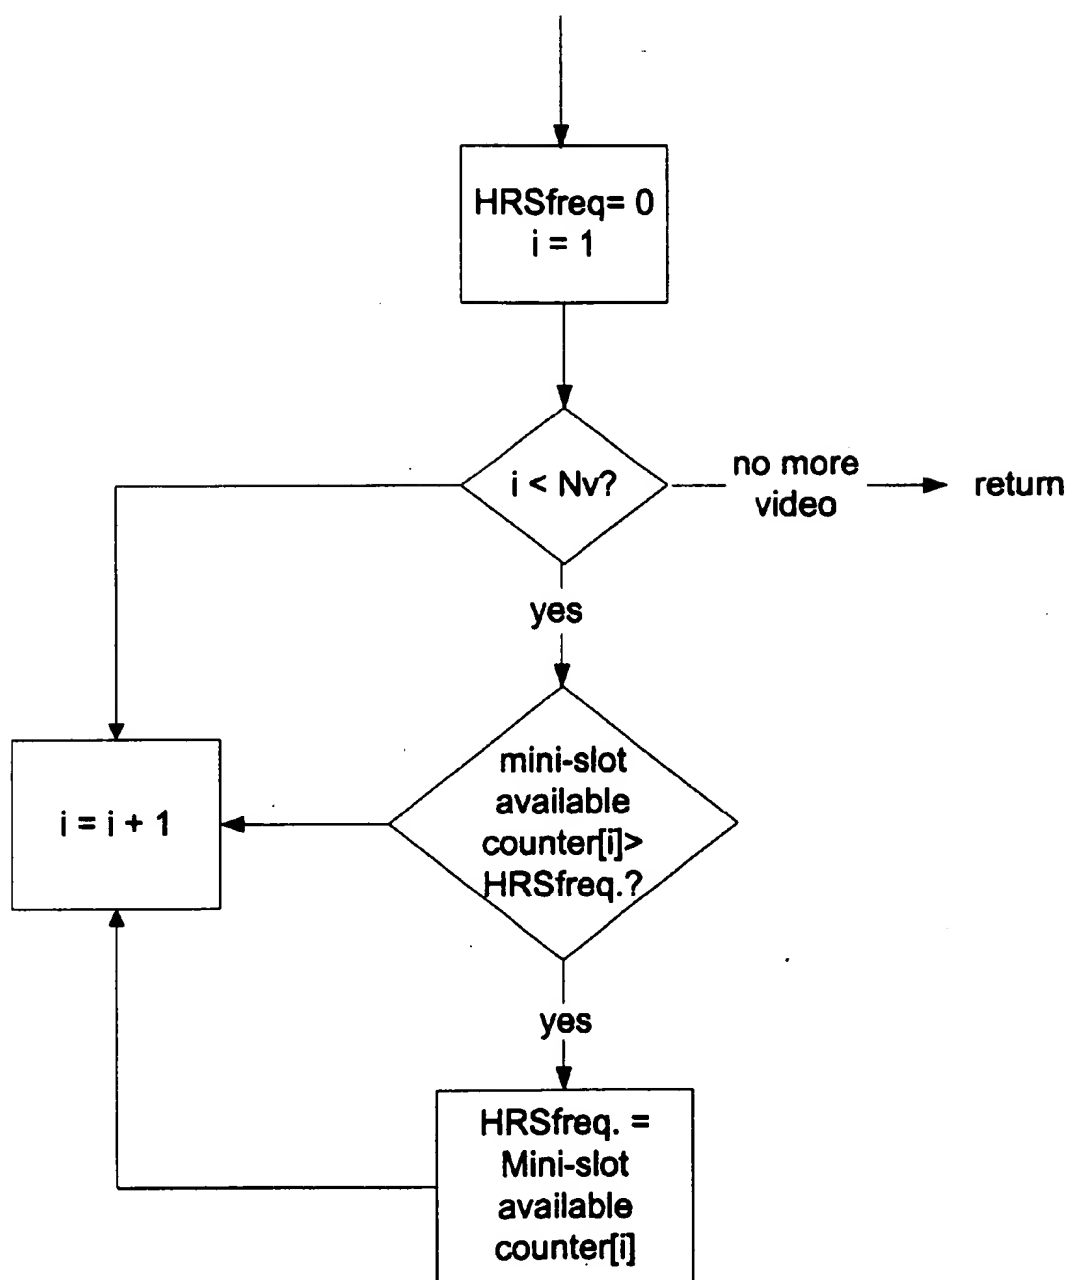 HRSfreq= 0
i = 1
i < Nv?
no more
video
return
yes
mini-slot
available
counter[i]>
HRSfreq.?
i = i + 1
yes
HRSfreq. =
Mini-slot
available
counter[i]